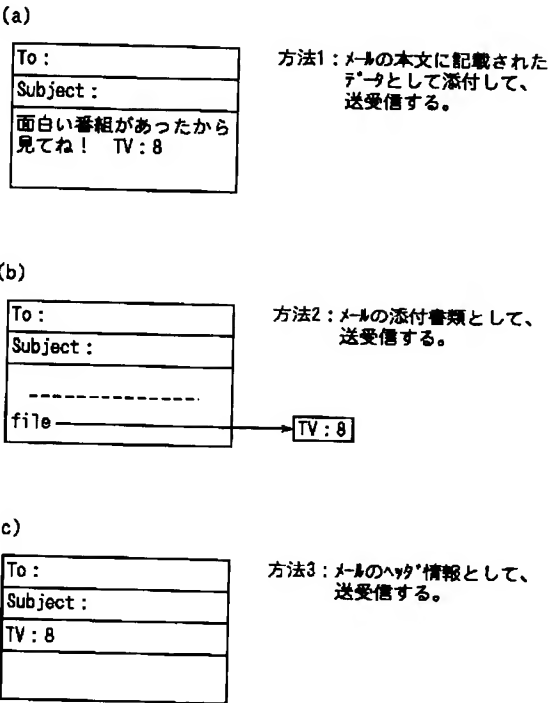 (a)
To :
Subject :
面白い番組があったから
見てね! TV : 8
方法1 : ﾒｰﾙの本文に記載された
ﾃﾞｰﾀとして添付して、
送受信する。
(b)
To :
Subject :
file
TV : 8
方法2 : ﾒｰﾙの添付書類として、
送受信する。
c)
To :
Subject :
TV : 8
方法3 : ﾒｰﾙのﾍｯﾀﾞ情報として、
送受信する。